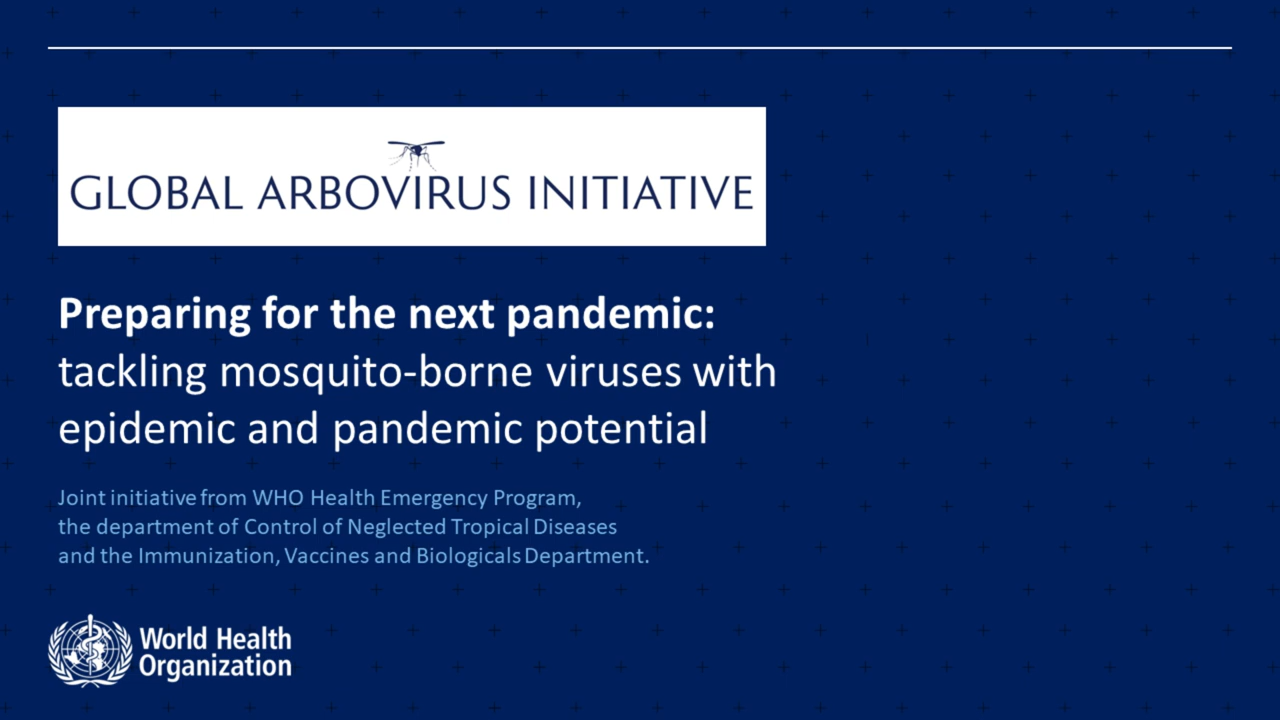 GLOBAL ARBOVIRUS INITIATIVE
Preparing for the next pandemic:
tackling mosquito-borne viruses with
epidemic and pandemic potential
Joint initiative from WHO Health Emergency Program,
the department of Control of Neglected Tropical Diseases
and the Immunization, Vaccines and Biologicals Department.
World Health
Organization